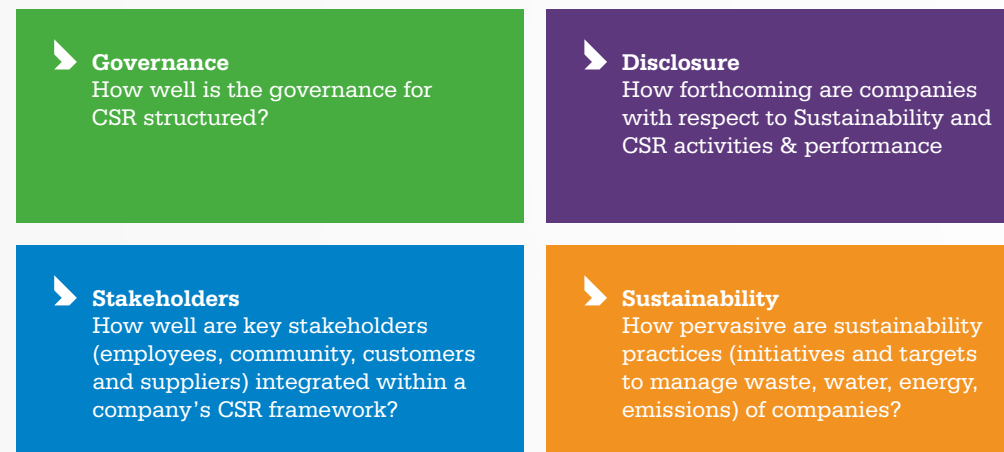 Governance
How well is the governance for
CSR structured?
Disclosure
How forthcoming are companies
with respect to Sustainability and
CSR activities & performance
Stakeholders
How well are key stakeholders
(employees, community, customers
and suppliers) integrated within a
company's CSR framework?
Sustainability
How pervasive are sustainability
practices (initiatives and targets
to manage waste, water, energy,
emissions) of companies?